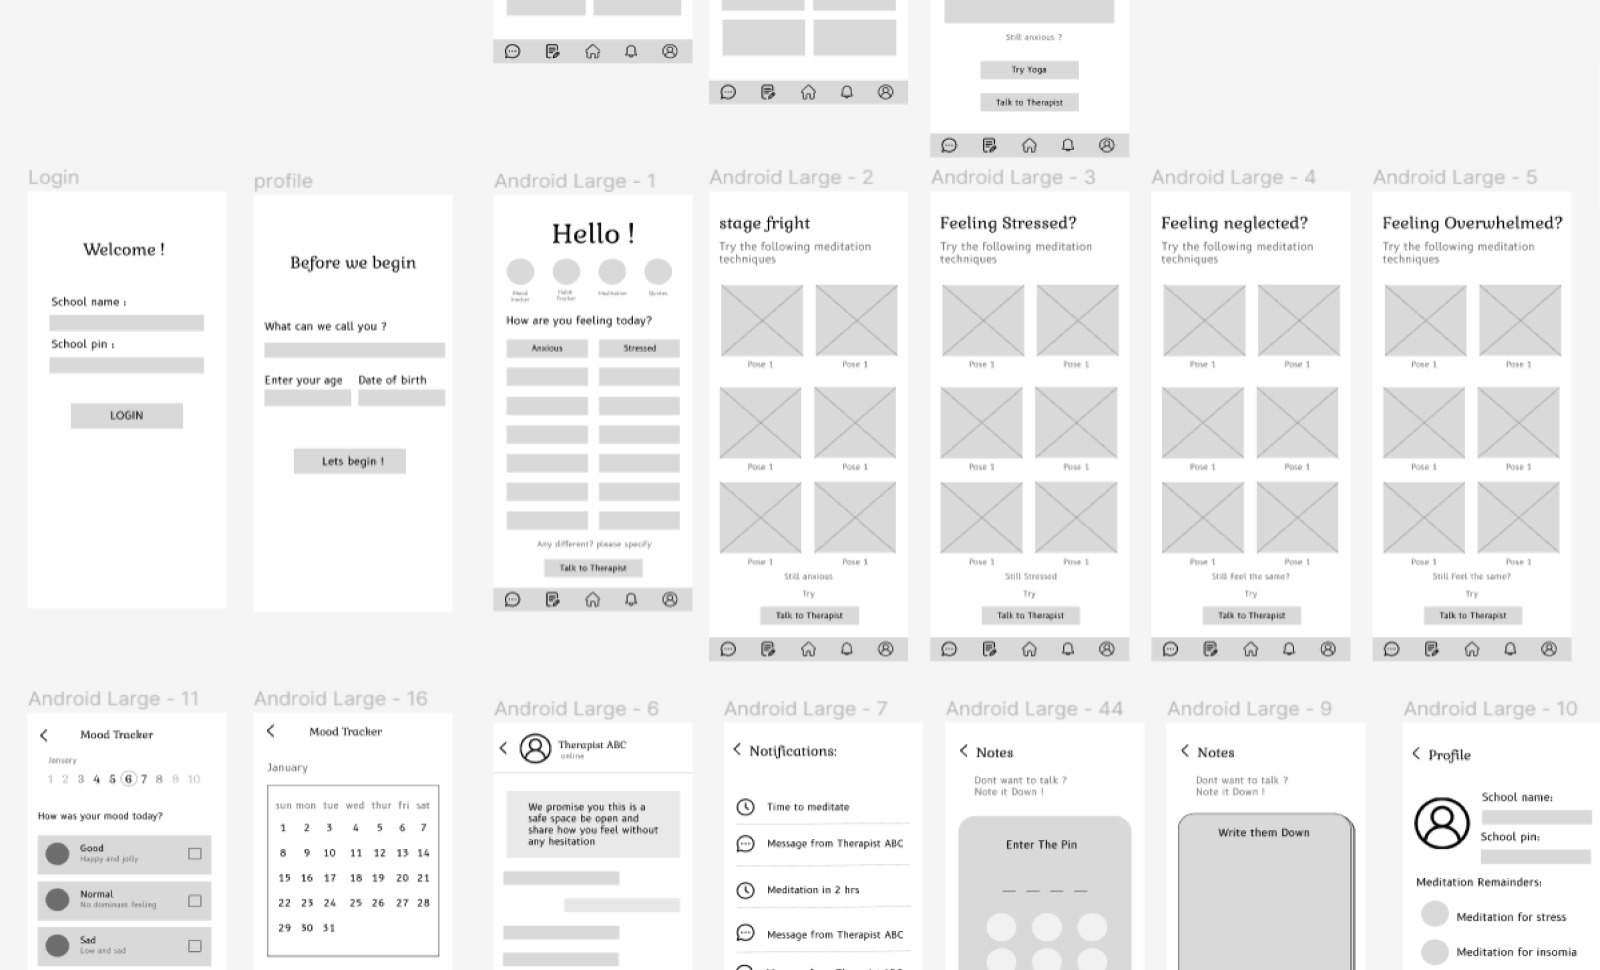 Still anxious ?
Try Yoga
Talk to Therapist
Login
Welcome !
School name :
School pin :
LOGIN
profile
Before we begin
What can we call you ?
Enter your age
Date of birth
Lets begin !
Android Large - 1
Hello !
Mood tracker
Habit Tracker
Meditation
Quotes
How are you feeling today?
Anxious
Stressed
Any different? please specify
Talk to Therapist
Android Large - 2
stage fright
Try the following meditation
techniques
Pose 1
Pose 1
Pose 1
Pose 1
Pose 1
Pose 1
Still anxious
Try
Talk to Therapist
Android Large - 3
Feeling Stressed?
Try the following meditation
techniques
Pose 1
Pose 1
Pose 1
Pose 1
Pose 1
Pose 1
Still Stressed
Try
Talk to Therapist
Android Large - 4
Feeling neglected?
Try the following meditation
techniques
Pose 1
Pose 1
Pose 1
Pose 1
Pose 1
Pose 1
Still Feel the same?
Try
Talk to Therapist
Android Large - 5
Feeling Overwhelmed?
Try the following meditation
techniques
Pose 1
Pose 1
Pose 1
Pose 1
Pose 1
Pose 1
Still Feel the same?
Try
Talk to Therapist
Android Large - 11
Mood Tracker
January
1 2 3 4 5 6 7 8 9 10
How was your mood today?
Good
Happy and jolly
Normal
No dominant feeling
Sad
Low and sad
Android Large - 16
Mood Tracker
January
sun mon tue wed thur fri sat
1 2 3 4 5 6 7
8 9 10 11 12 13 14
15 16 17 18 19 20 21
22 23 24 25 26 27 28
29 30 31
Android Large - 6
Therapist ABC
online
We promise you this is a
safe space be open and
share how you feel without
any hesitation
Android Large - 7
Notifications:
Time to meditate
Message from Therapist ABC
Meditation in 2 hrs
Message from Therapist ABC
Android Large - 44
Notes
Dont want to talk ?
Note it Down !
Enter The Pin
Android Large - 9
Notes
Dont want to talk ?
Note it Down !
Write them Down
Android Large - 10
Profile
School name:
School pin:
Meditation Remainders:
Meditation for stress
Meditation for insomia